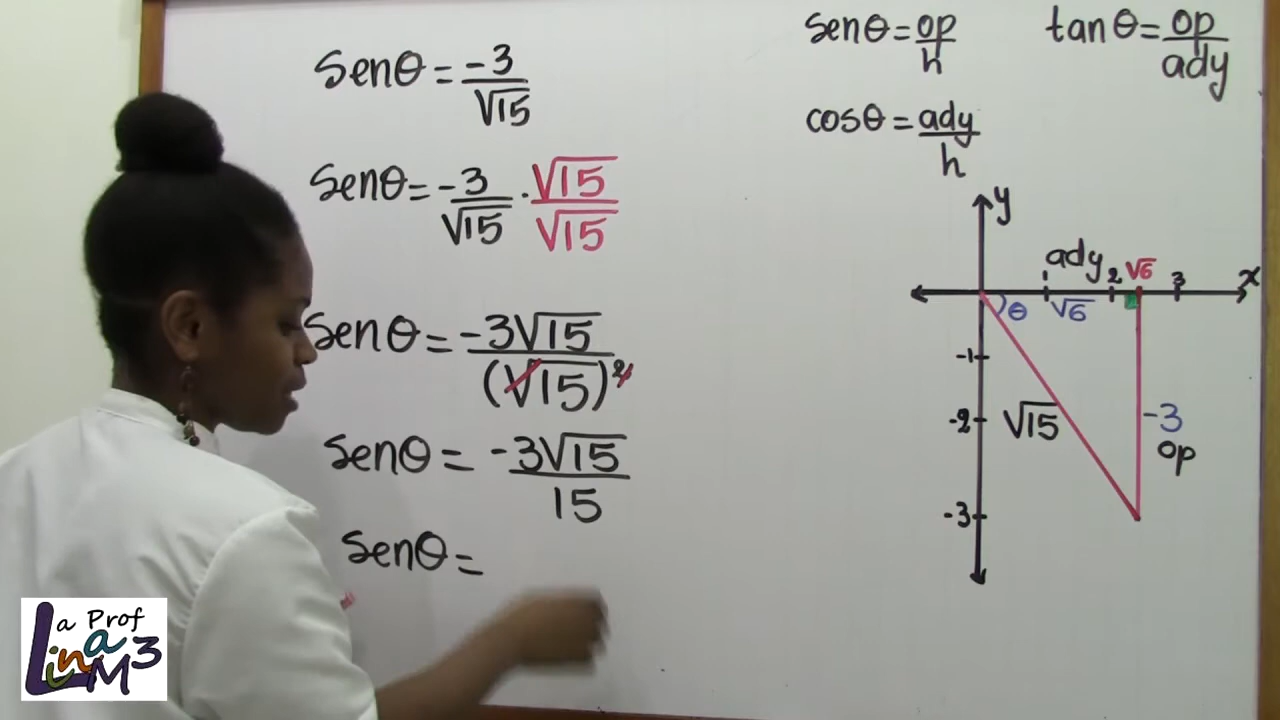 Senθ = -3/√15
Senθ = -3/√15 · √15/√15
Senθ = -3√15/(√15)²
Senθ = -3√15/15
Senθ =
Senθ = op/h
tanθ = op/ady
cosθ = ady/h
y
ady
√6
1 2 3 x
θ √6
-1
-2
√15
-3
op
-3
La Prof
Lina M3